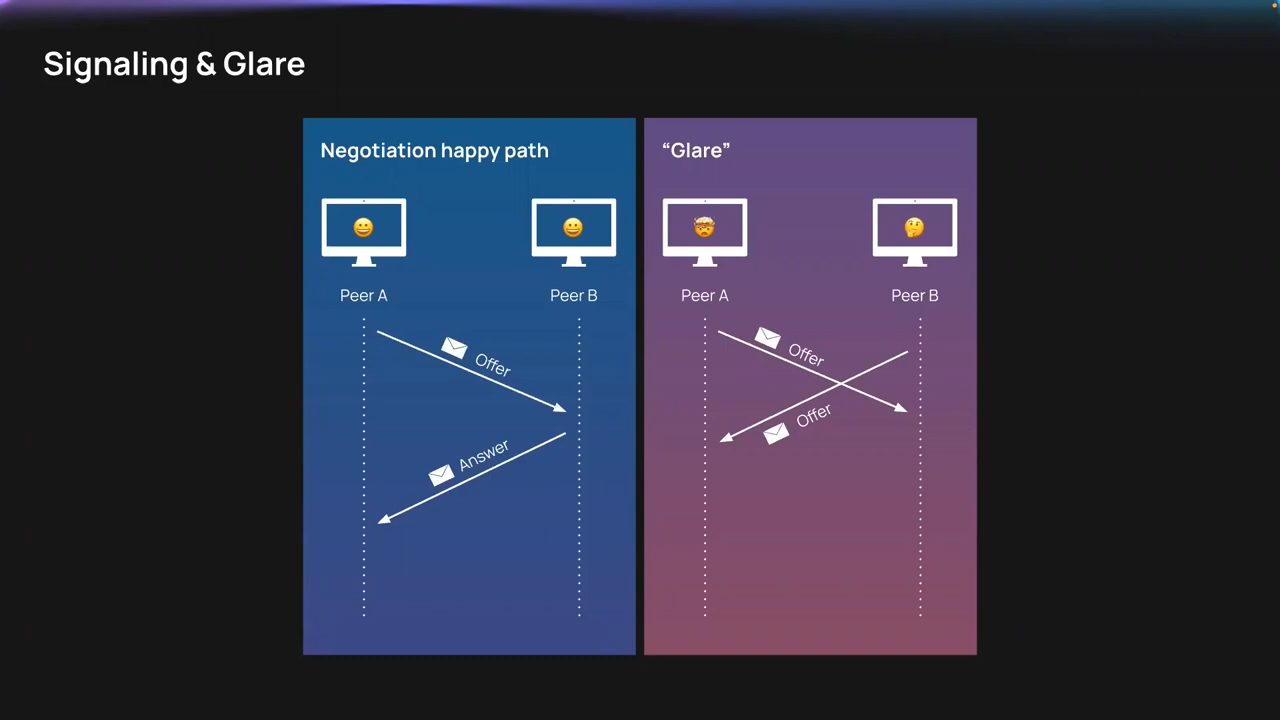 Signaling & Glare
Negotiation happy path
Peer A
Peer B
Offer
Answer
“Glare”
Peer A
Peer B
Offer
Offer